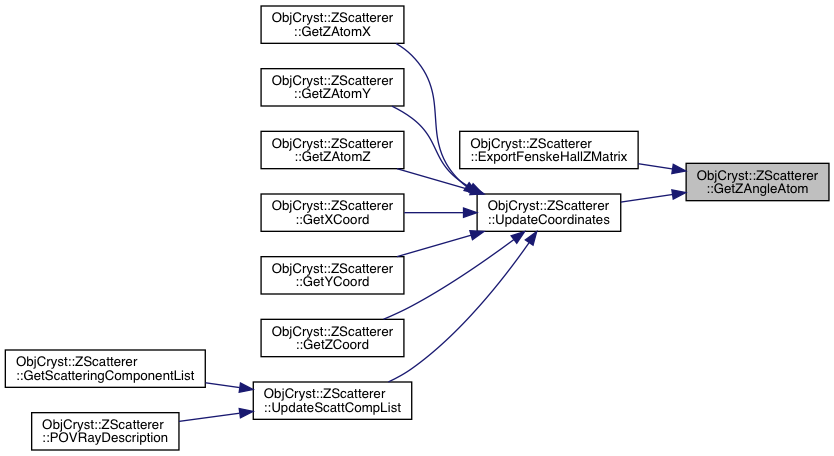 ObjCryst::ZScatterer
::GetZAtomX
ObjCryst::ZScatterer
::GetZAtomY
ObjCryst::ZScatterer
::GetZAtomZ
ObjCryst::ZScatterer
::ExportFenskeHallZMatrix
ObjCryst::ZScatterer
::GetZAngleAtom
ObjCryst::ZScatterer
::GetXCoord
ObjCryst::ZScatterer
::UpdateCoordinates
ObjCryst::ZScatterer
::GetYCoord
ObjCryst::ZScatterer
::GetZCoord
ObjCryst::ZScatterer
::GetScatteringComponentList
ObjCryst::ZScatterer
::UpdateScattCompList
ObjCryst::ZScatterer
::POVRayDescription